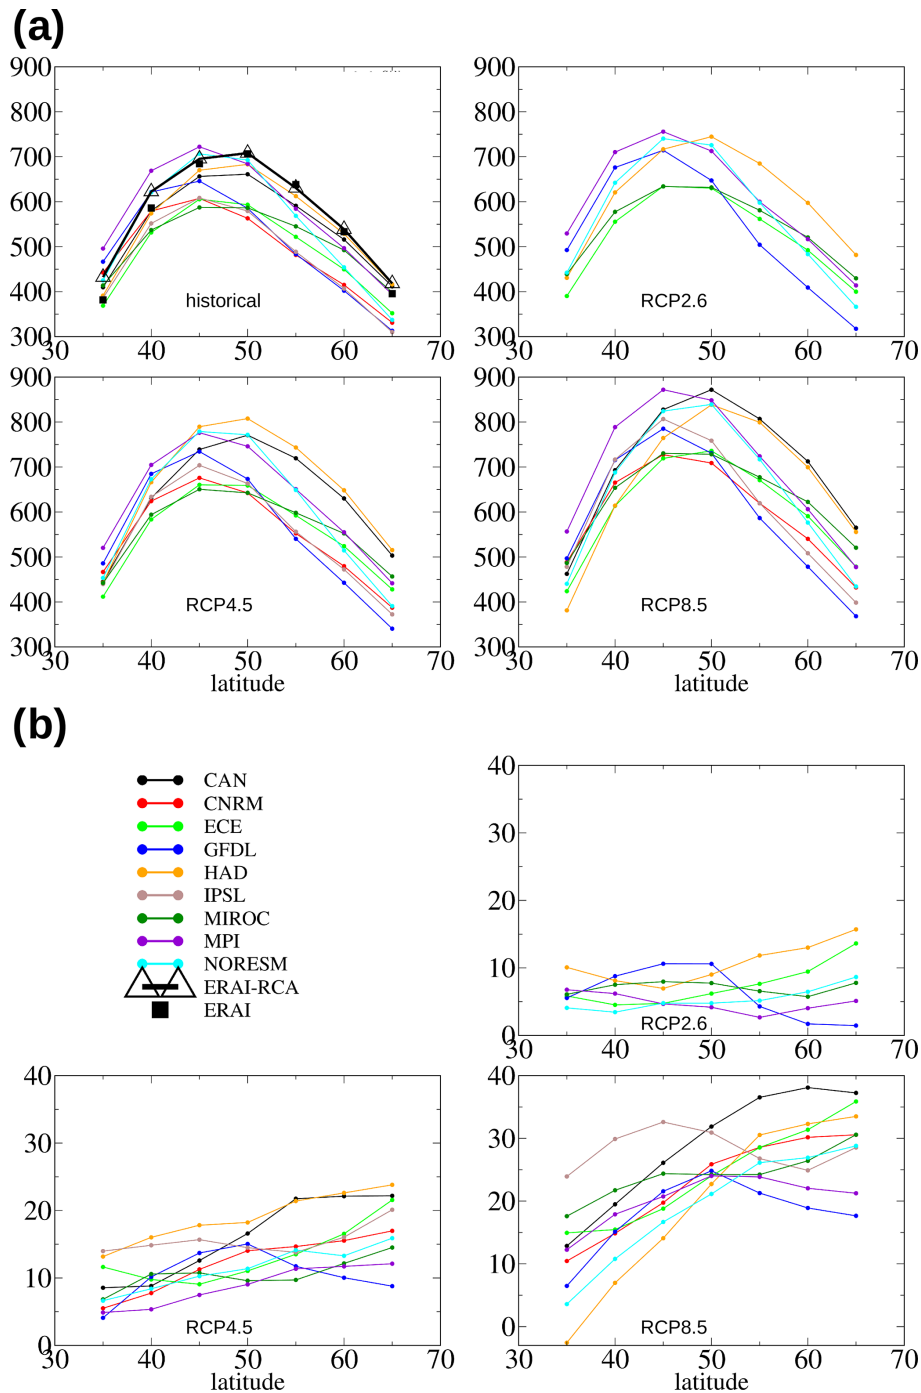 (a)
900
800
700
600
500
400
300
30 40 50 60 70
historical
900
800
700
600
500
400
300
30 40 50 60 70
RCP2.6
900
800
700
600
500
400
300
30 40 50 60 70
latitude
RCP4.5
900
800
700
600
500
400
300
30 40 50 60 70
latitude
RCP8.5
(b)
CAN
CNRM
ECE
GFDL
HAD
IPSL
MIROC
MPI
NORESM
ERAI-RCA
ERAI
40
30
20
10
0
30 40 50 60 70
RCP2.6
40
30
20
10
0
30 40 50 60 70
latitude
RCP4.5
40
30
20
10
0
30 40 50 60 70
latitude
RCP8.5